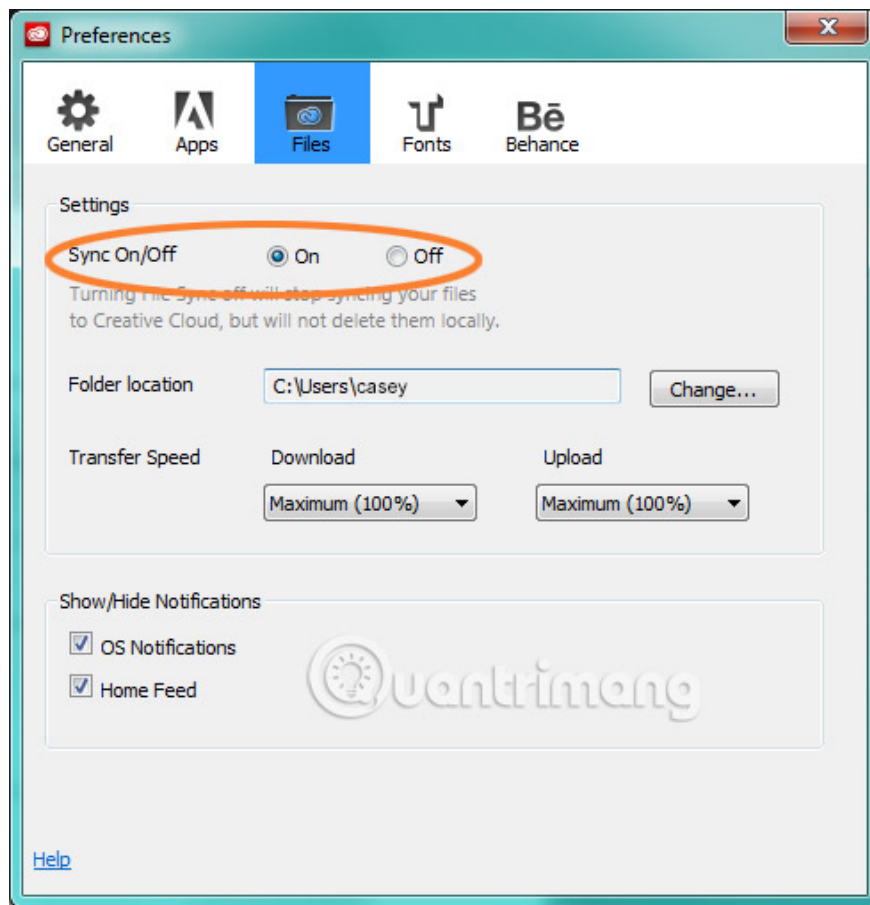 Preferences
X
General Apps Files Fonts Bē Behance
Settings
Sync On/Off On Off
Turning File Sync off will stop syncing your files
to Creative Cloud, but will not delete them locally.
Folder location C:\Users\casey Change...
Transfer Speed Download Upload
Maximum (100%) Maximum (100%)
Show/Hide Notifications
OS Notifications
Home Feed
Quantrimang
Help